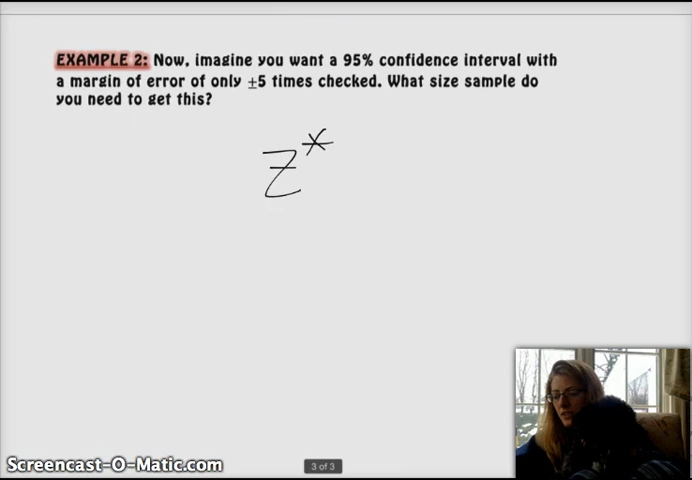 EXAMPLE 2: Now, imagine you want a 95% confidence interval with
a margin of error of only ±5 times checked. What size sample do
you need to get this?
Z*
Screencast-O-Matic.com
3 of 3